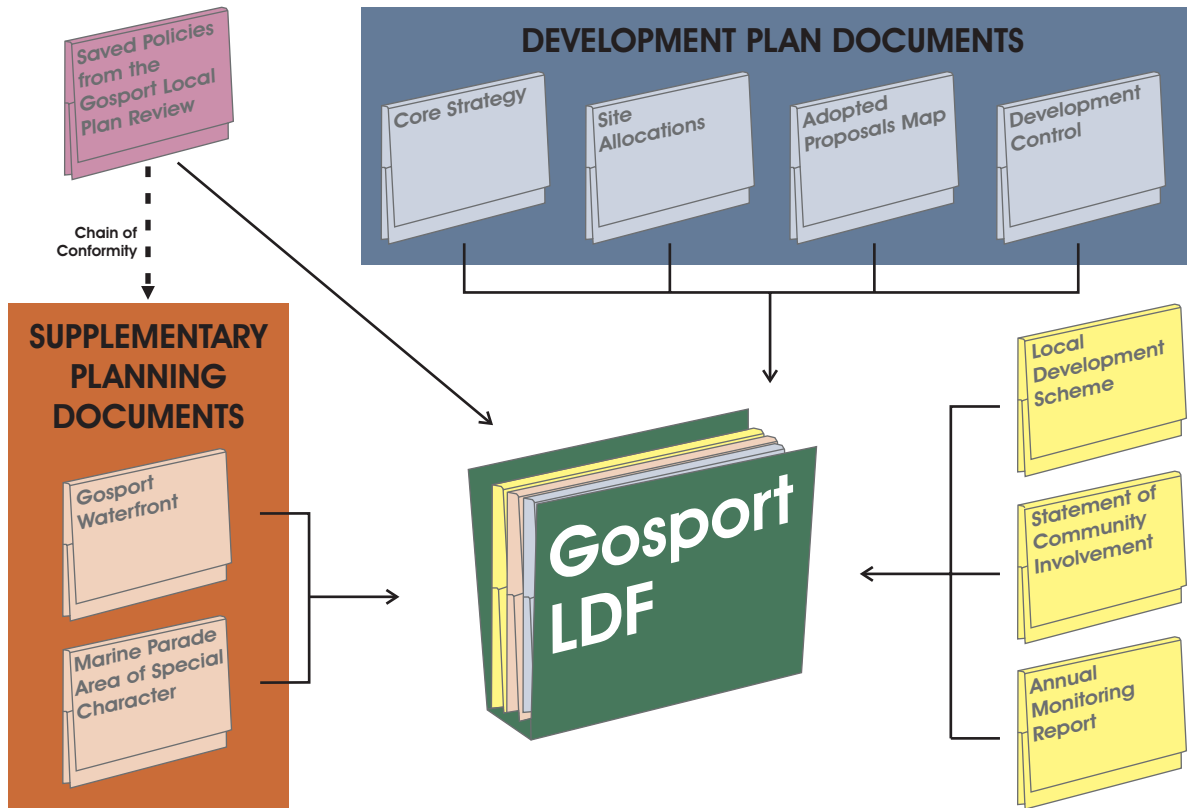 Saved Policies
from the
Gosport Local
Plan Review
DEVELOPMENT PLAN DOCUMENTS
Core Strategy
Site
Allocations
Adopted
Proposals Map
Development
Control
Chain of
Conformity
SUPPLEMENTARY
PLANNING
DOCUMENTS
Gosport
Waterfront
Marine Parade
Area of Special
Character
Gosport
LDF
Local
Development
Scheme
Statement of
Community
Involvement
Annual
Monitoring
Report